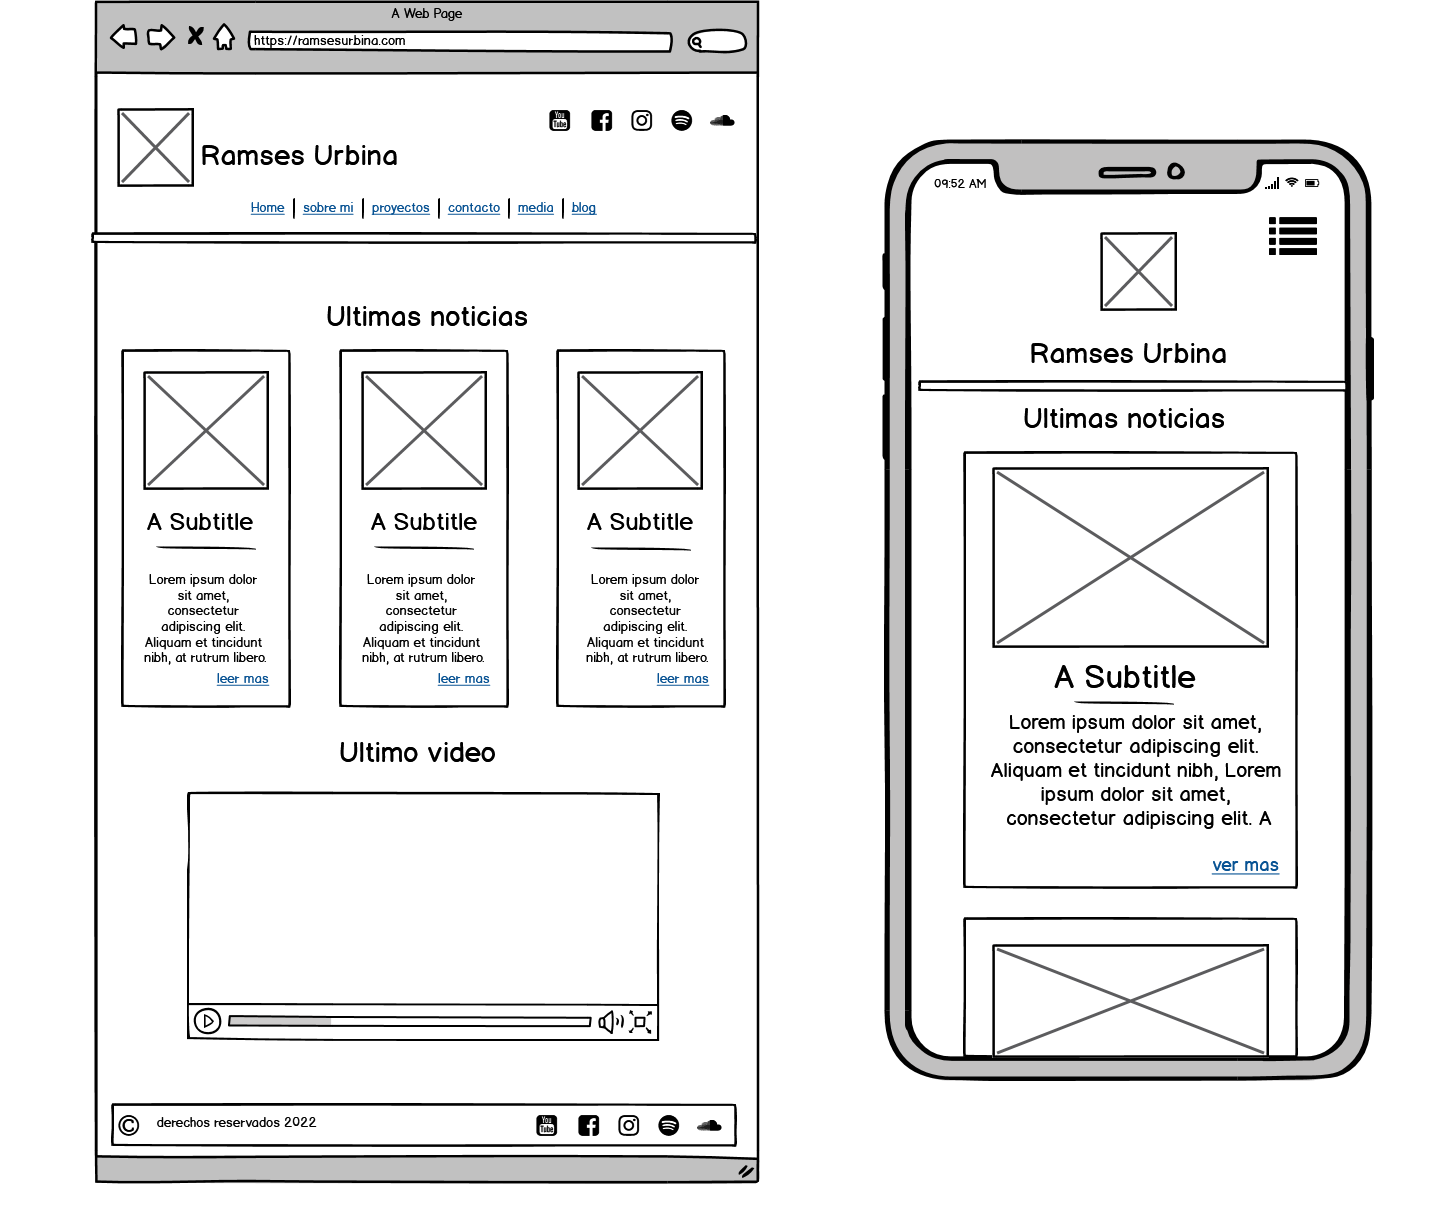 A Web Page
https://ramsesurbina.com
You
Tube
Ramses Urbina
Home
sobre mi
proyectos
contacto
media
blog
Ultimas noticias
A Subtitle
Lorem ipsum dolor
sit amet,
consectetur
adipiscing elit.
Aliquam et tincidunt
nibh, at rutrum libero.
leer mas
A Subtitle
Lorem ipsum dolor
sit amet,
consectetur
adipiscing elit.
Aliquam et tincidunt
nibh, at rutrum libero.
leer mas
A Subtitle
Lorem ipsum dolor
sit amet,
consectetur
adipiscing elit.
Aliquam et tincidunt
nibh, at rutrum libero.
leer mas
Ultimo video
© derechos reservados 2022
You
Tube
09:52 AM
Ramses Urbina
Ultimas noticias
A Subtitle
Lorem ipsum dolor sit amet,
consectetur adipiscing elit.
Aliquam et tincidunt nibh, Lorem
ipsum dolor sit amet,
consectetur adipiscing elit. A
ver mas